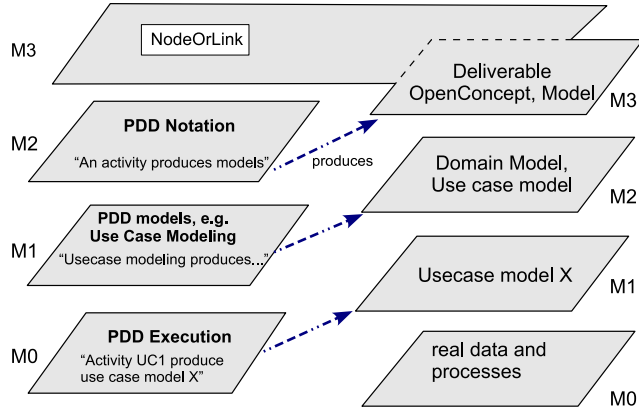 M3
NodeOrLink
Deliverable
OpenConcept, Model
M3
M2
PDD Notation
“An activity produces models”
produces
Domain Model,
Use case model
M2
M1
PDD models, e.g.
Use Case Modeling
“Usecase modeling produces...”
Usecase model X
M1
M0
PDD Execution
“Activity UC1 produce
use case model X”
real data and
processes
M0